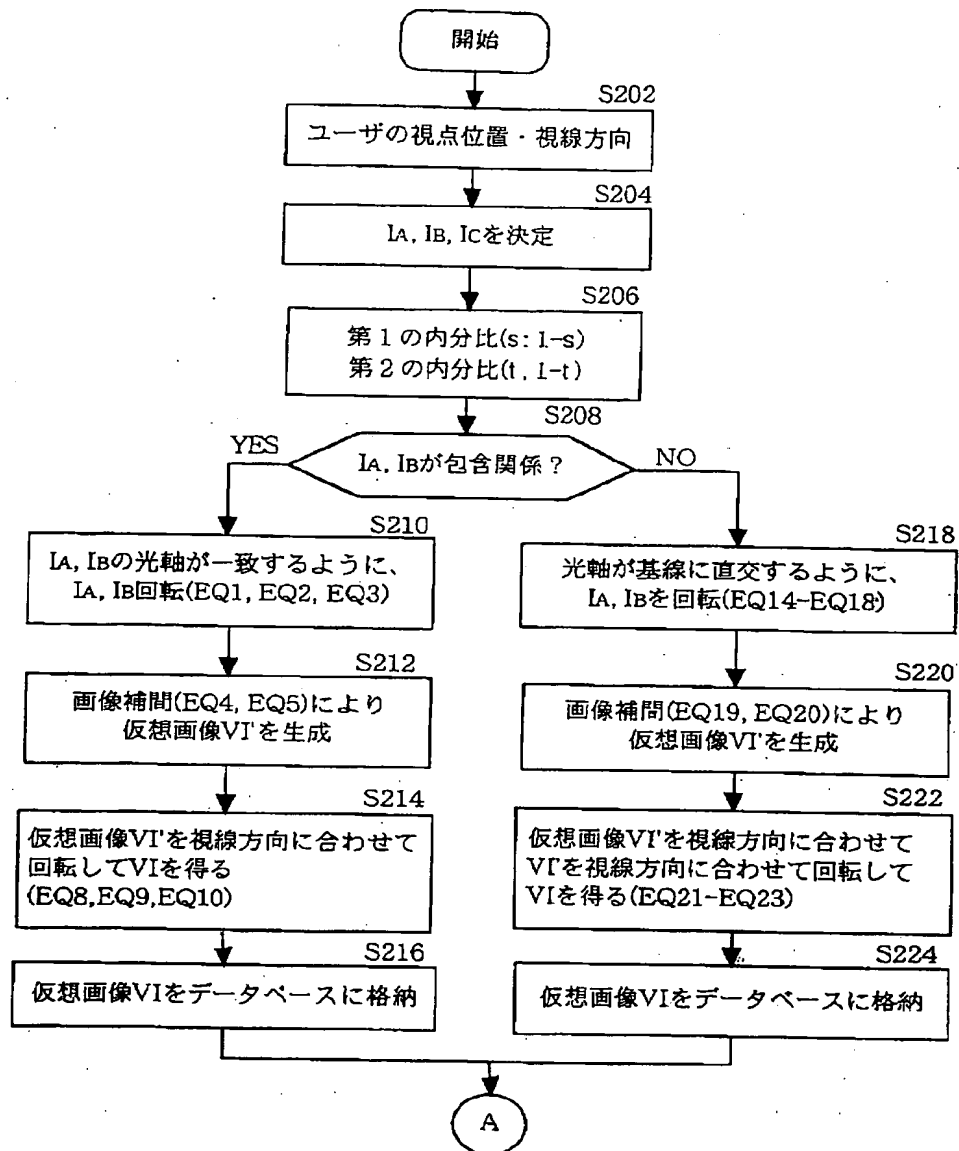 開始
S202
ユーザの視点位置・視線方向
S204
IA, IB, ICを決定
S206
第1の内分比(s: 1-s)
第2の内分比(t, 1-t)
S208
YES
IA, IBが包含関係?
NO
S210
IA, IBの光軸が一致するように、
IA, IB回転(EQ1, EQ2, EQ3)
S218
光軸が基線に直交するように、
IA, IBを回転(EQ14-EQ18)
S212
画像補間(EQ4, EQ5)により
仮想画像VI'を生成
S220
画像補間(EQ19, EQ20)により
仮想画像VI'を生成
S214
仮想画像VI'を視線方向に合わせて
回転してVIを得る
(EQ8,EQ9,EQ10)
S222
仮想画像VI'を視線方向に合わせて
VI'を視線方向に合わせて回転して
VIを得る(EQ21-EQ23)
S216
仮想画像VIをデータベースに格納
S224
仮想画像VIをデータベースに格納
A